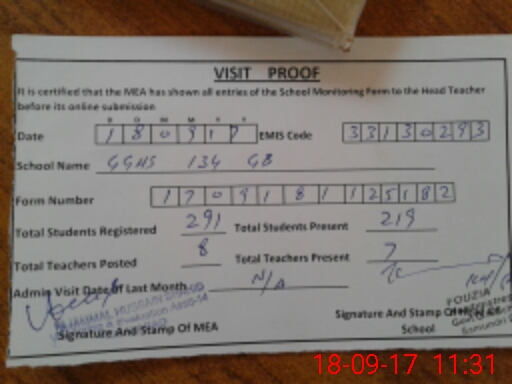 VISIT PROOF
It is certified that the MEA has shown all entries of the School Monitoring Form to the Head Teacher
before its online submission
D D M M Y Y
Date 180917 EMIS Code 33130293
School Name GGHS 134 GB
Form Number 1709181125182
Total Students Registered 291 Total Students Present 219
Total Teachers Posted 8 Total Teachers Present 7
Admin Visit Date of Last Month N/A
FOUZIA
Signature And Stamp Of MEA
Signature And Stamp Of
School
18-09-17 11:31